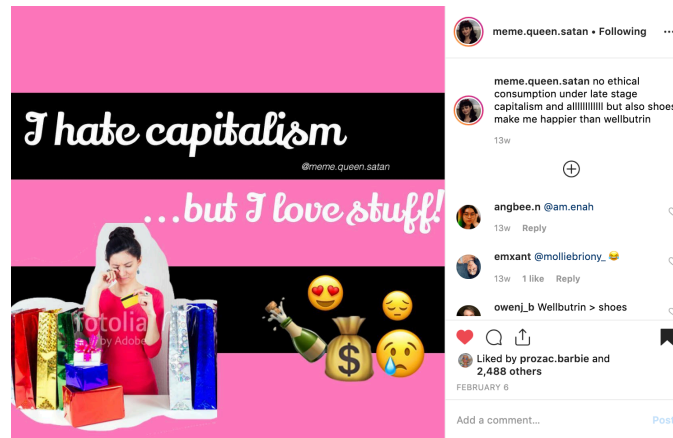 I hate capitalism
@meme.queen.satan
...but I love stuff!
fotolia
// by Adobe
meme.queen.satan • Following
meme.queen.satan no ethical
consumption under late stage
capitalism and alllllllllllll but also shoes
make me happier than wellbutrin
13w
angbee.n @am.enah
13w Reply
emxant @molliebriony_ 😂
13w 1 like Reply
owenj_b Wellbutrin > shoes
Liked by prozac.barbie and
2,488 others
FEBRUARY 6
Add a comment...
Post